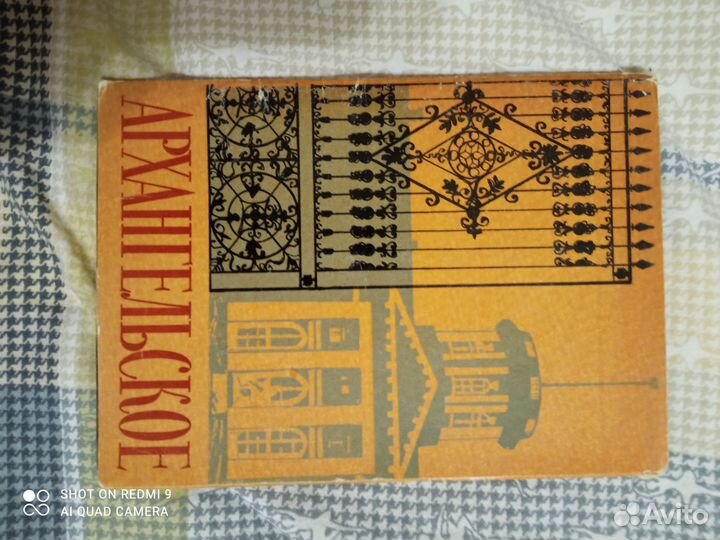 АРХАНГЕЛЬСКОЕ
SHOT ON REDMI 9
AI QUAD CAMERA
Avito